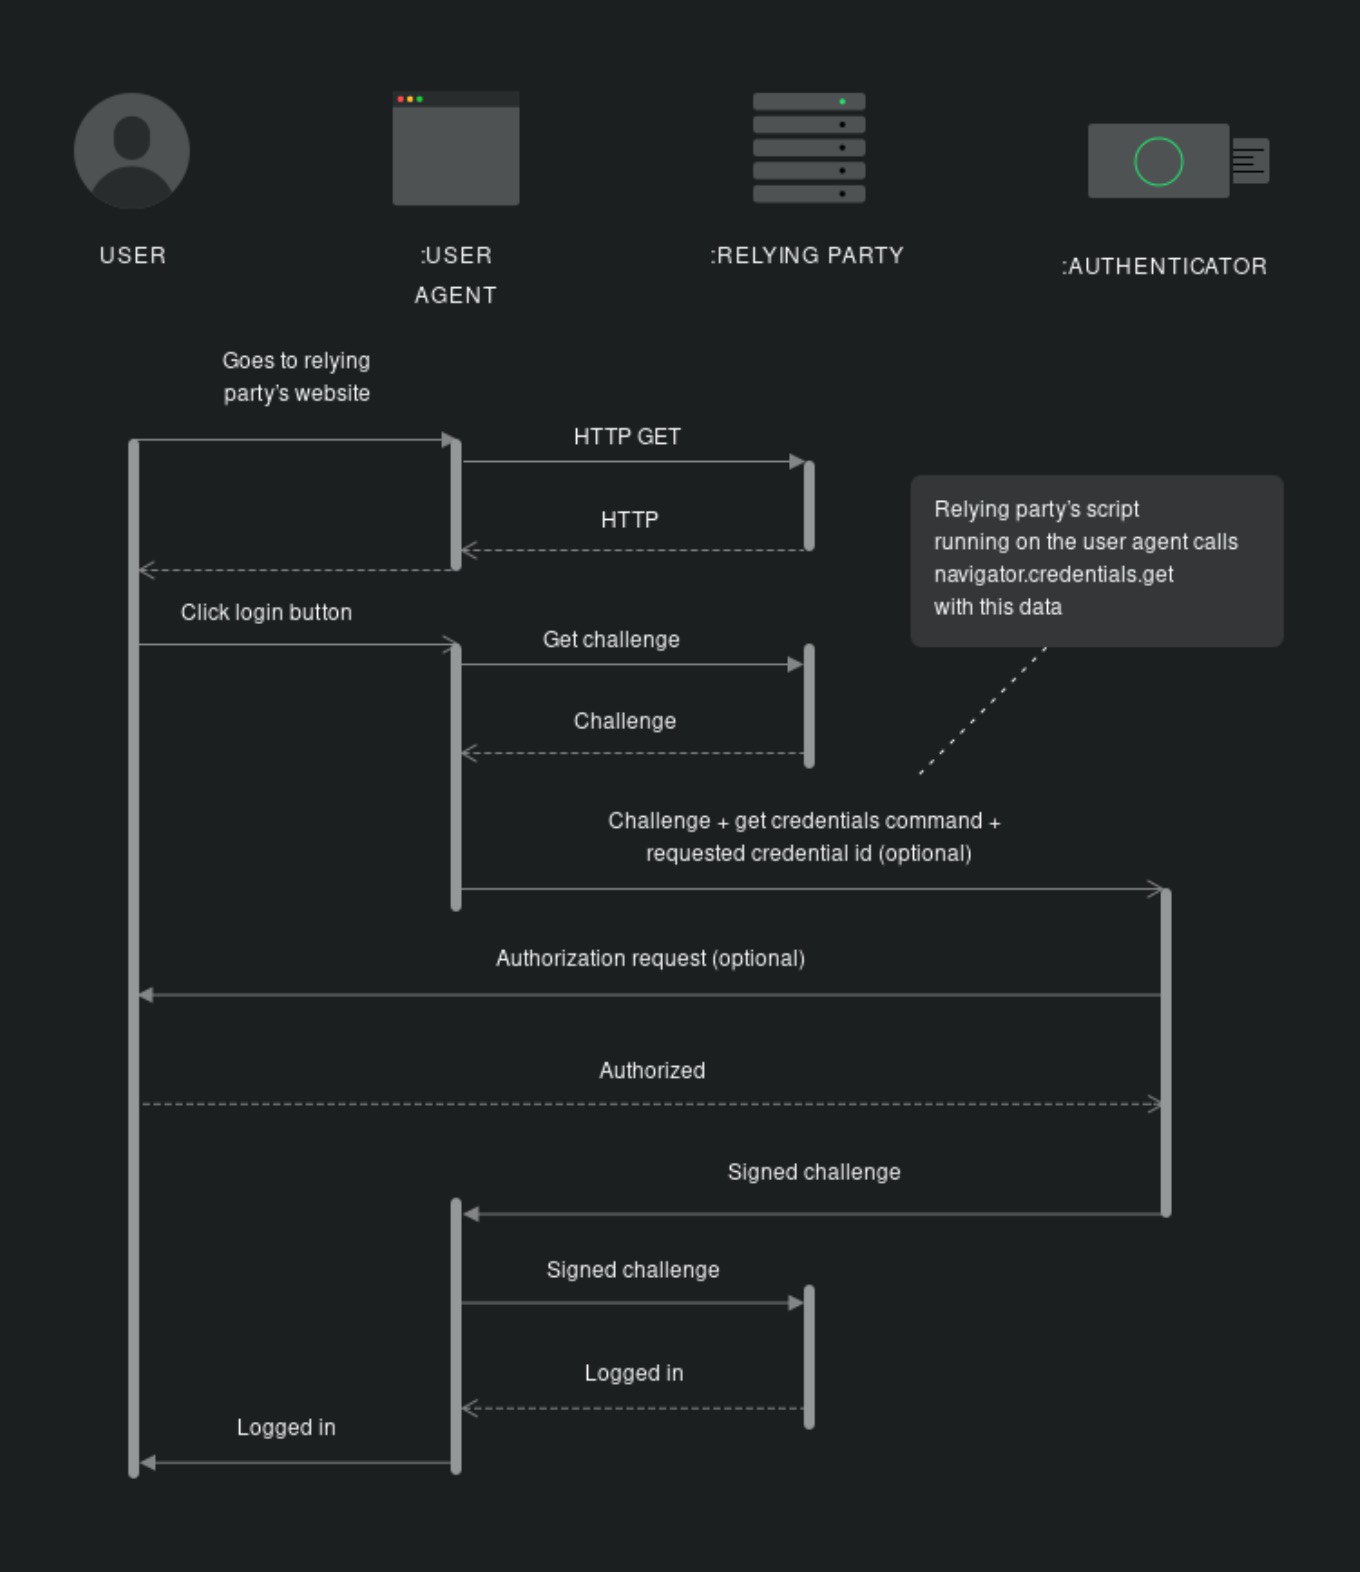 USER
:USER
AGENT
:RELYING PARTY
:AUTHENTICATOR
Goes to relying
party's website
HTTP GET
HTTP
Relying party's script
running on the user agent calls
navigator.credentials.get
with this data
Click login button
Get challenge
Challenge
Challenge + get credentials command +
requested credential id (optional)
Authorization request (optional)
Authorized
Signed challenge
Signed challenge
Logged in
Logged in